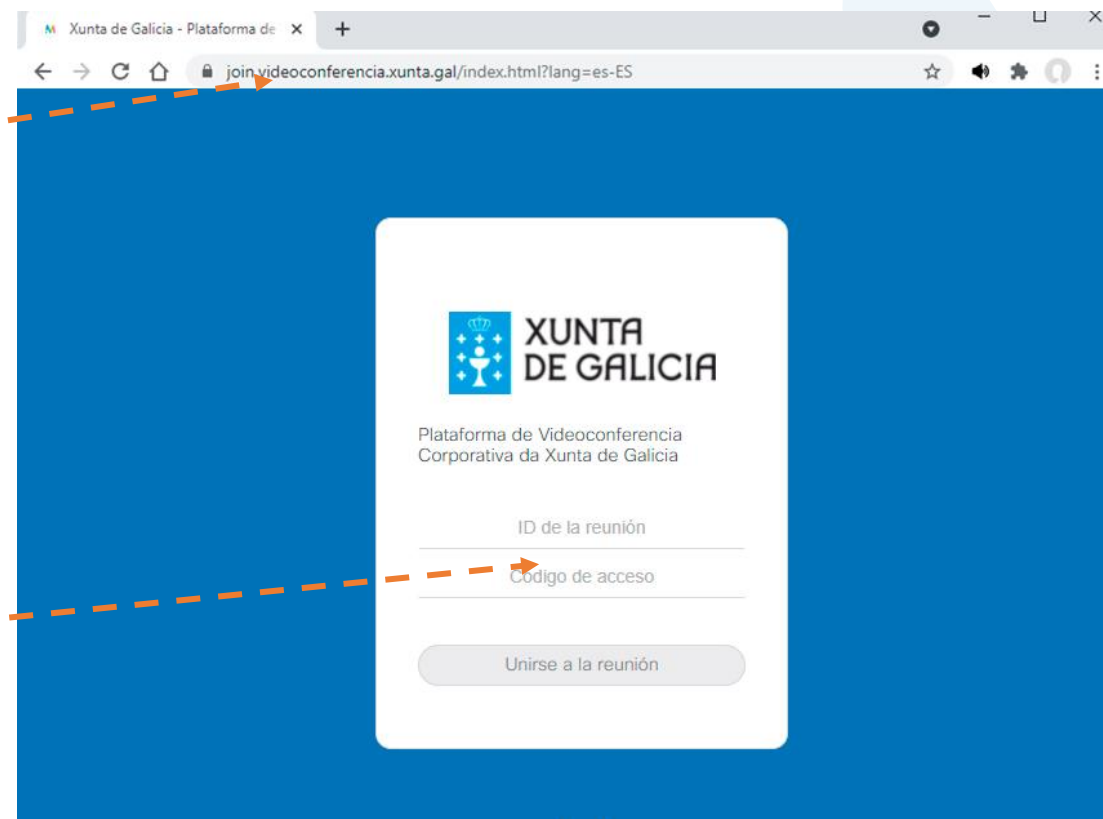 Xunta de Galicia - Plataforma de
join.videoconferencia.xunta.gal/index.html?lang=es-ES
XUNTA
DE GALICIA
Plataforma de Videoconferencia
Corporativa da Xunta de Galicia
ID de la reunión
Código de acceso
Unirse a la reunión